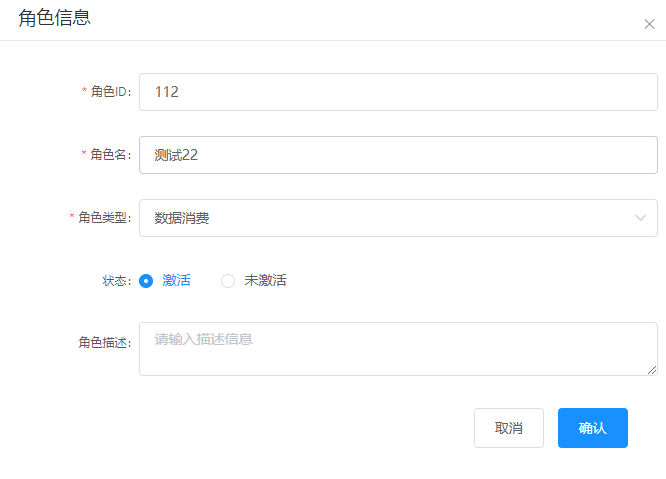 角色信息
* 角色ID: 112
* 角色名: 测试22
* 角色类型: 数据消费
状态: 激活 未激活
角色描述: 请输入描述信息
取消 确认